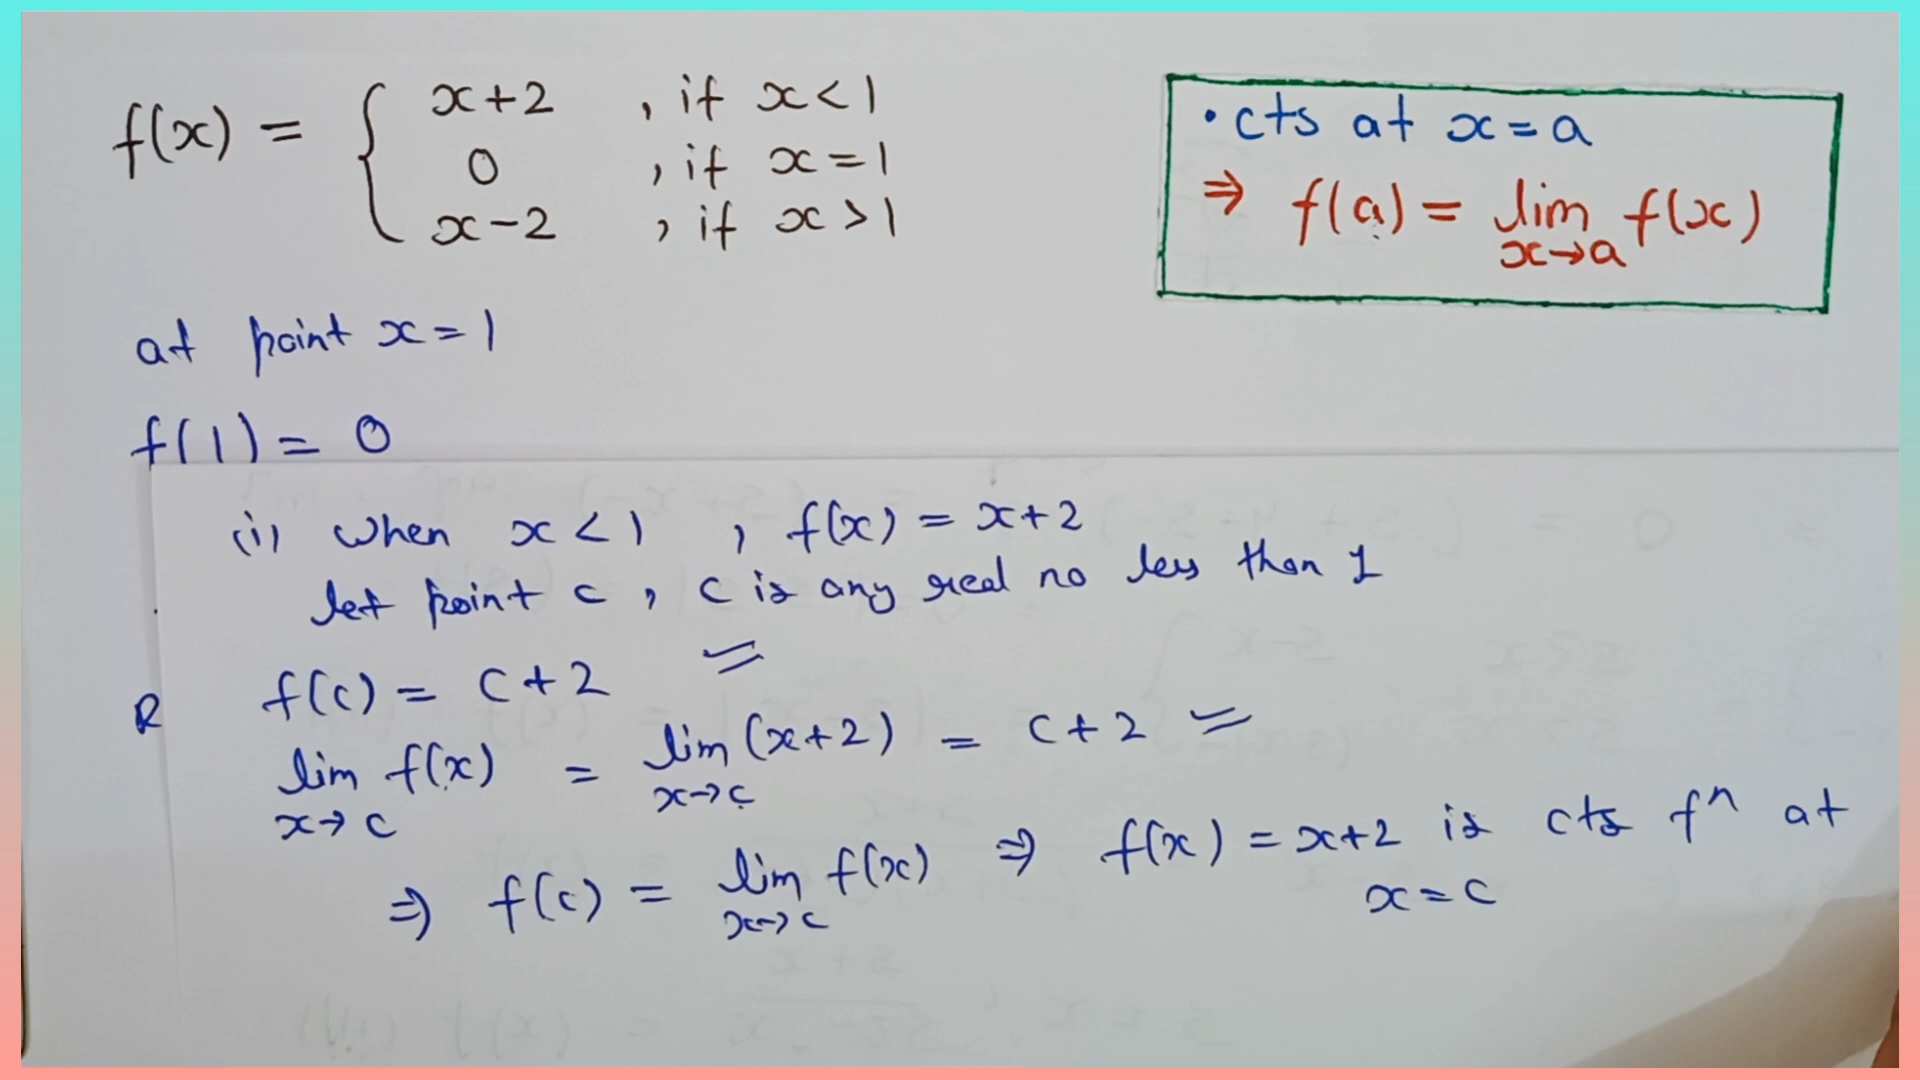 f(x) = { x+2 , if x<1
0 , if x=1
x-2 , if x>1
• cts at x=a
⇒ f(a) = lim x→a f(x)
at point x=1
f(1) = 0
(i) when x<1 , f(x) = x+2
let point c , c is any real no less than 1
f(c) = c+2
R
lim x→c f(x) = lim x→c (x+2) = c+2
⇒ f(c) = lim x→c f(x) ⇒ f(x) = x+2 is cts fⁿ at
x=c